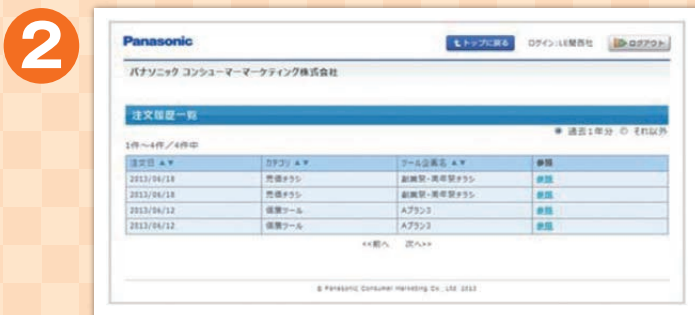 2
Panasonic
トップに戻る ログイン:LE関西社 ログアウト
パナソニック コンシューマーマーケティング株式会社
注文履歴一覧
過去1年分 それ以外
1件~4件/4件中
注文日 ▲▼ カテゴリ ▲▼ ツール企画名 ▲▼ 参照
2013/06/18 売価チラシ 創業祭・周年祭チラシ 参照
2013/06/18 売価チラシ 創業祭・周年祭チラシ 参照
2013/06/12 個展ツール Aプラン3 参照
2013/06/12 個展ツール Aプラン3 参照
<<前へ 次へ>>
© Panasonic Consumer Marketing Co., Ltd. 2013